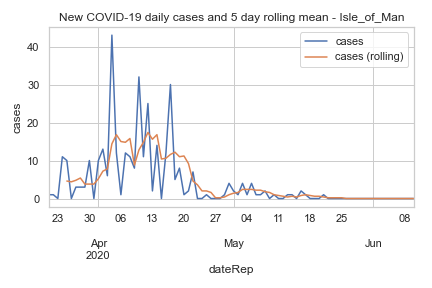 New COVID-19 daily cases and 5 day rolling mean - Isle_of_Man
cases
cases (rolling)
40
30
20
10
0
cases
23 30 06 13 20 27 04 11 18 25 08
Apr May Jun
2020
dateRep